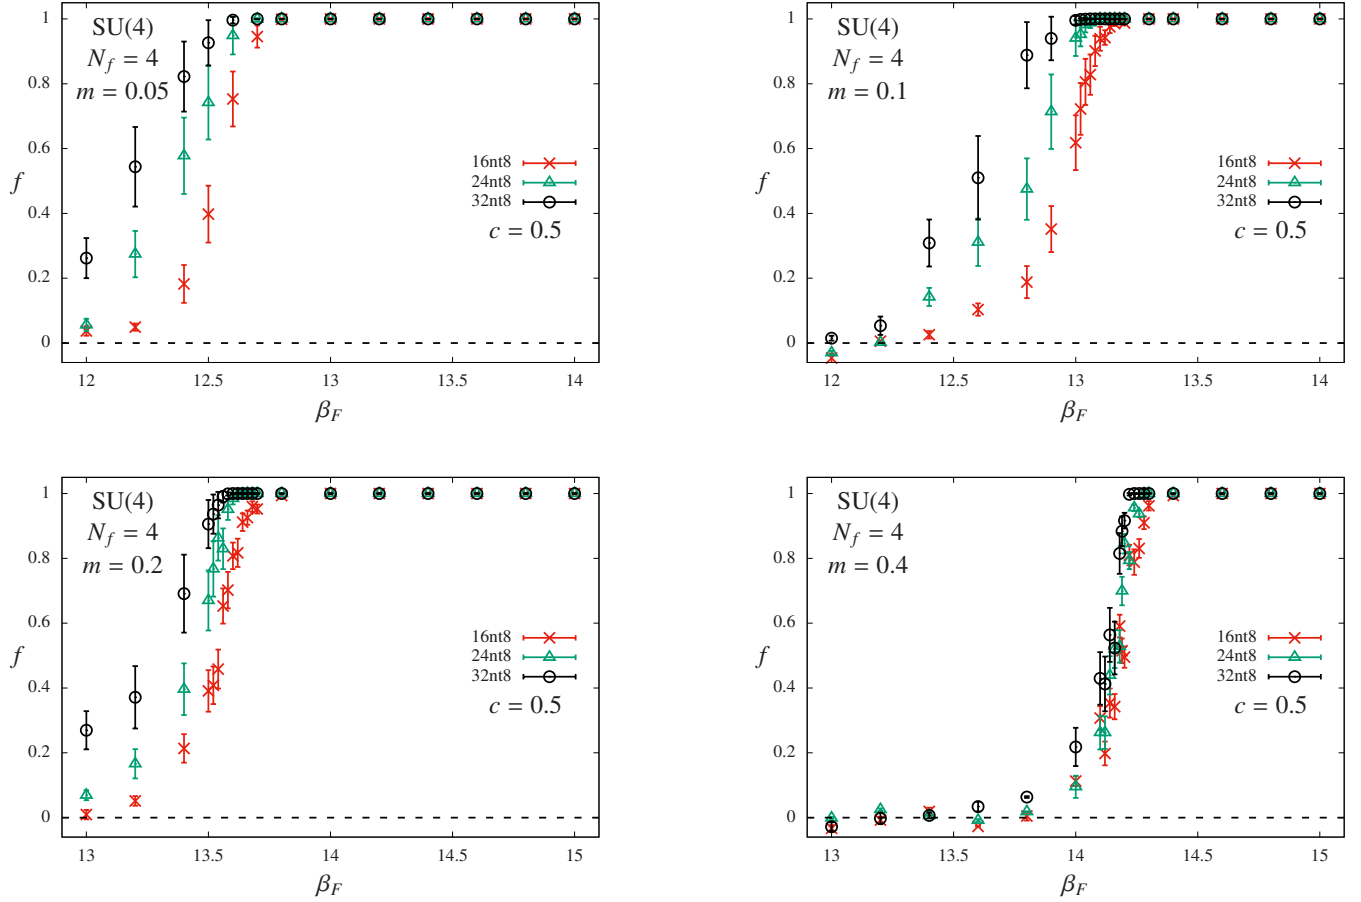 SU(4)
N_f = 4
m = 0.05
1
0.8
0.6
f
0.4
0.2
0
16nt8
24nt8
32nt8
c = 0.5
12
12.5
13
13.5
14
β_F
SU(4)
N_f = 4
m = 0.1
1
0.8
0.6
f
0.4
0.2
0
16nt8
24nt8
32nt8
c = 0.5
12
12.5
13
13.5
14
β_F
SU(4)
N_f = 4
m = 0.2
1
0.8
0.6
f
0.4
0.2
0
16nt8
24nt8
32nt8
c = 0.5
13
13.5
14
14.5
15
β_F
SU(4)
N_f = 4
m = 0.4
1
0.8
0.6
f
0.4
0.2
0
16nt8
24nt8
32nt8
c = 0.5
13
13.5
14
14.5
15
β_F